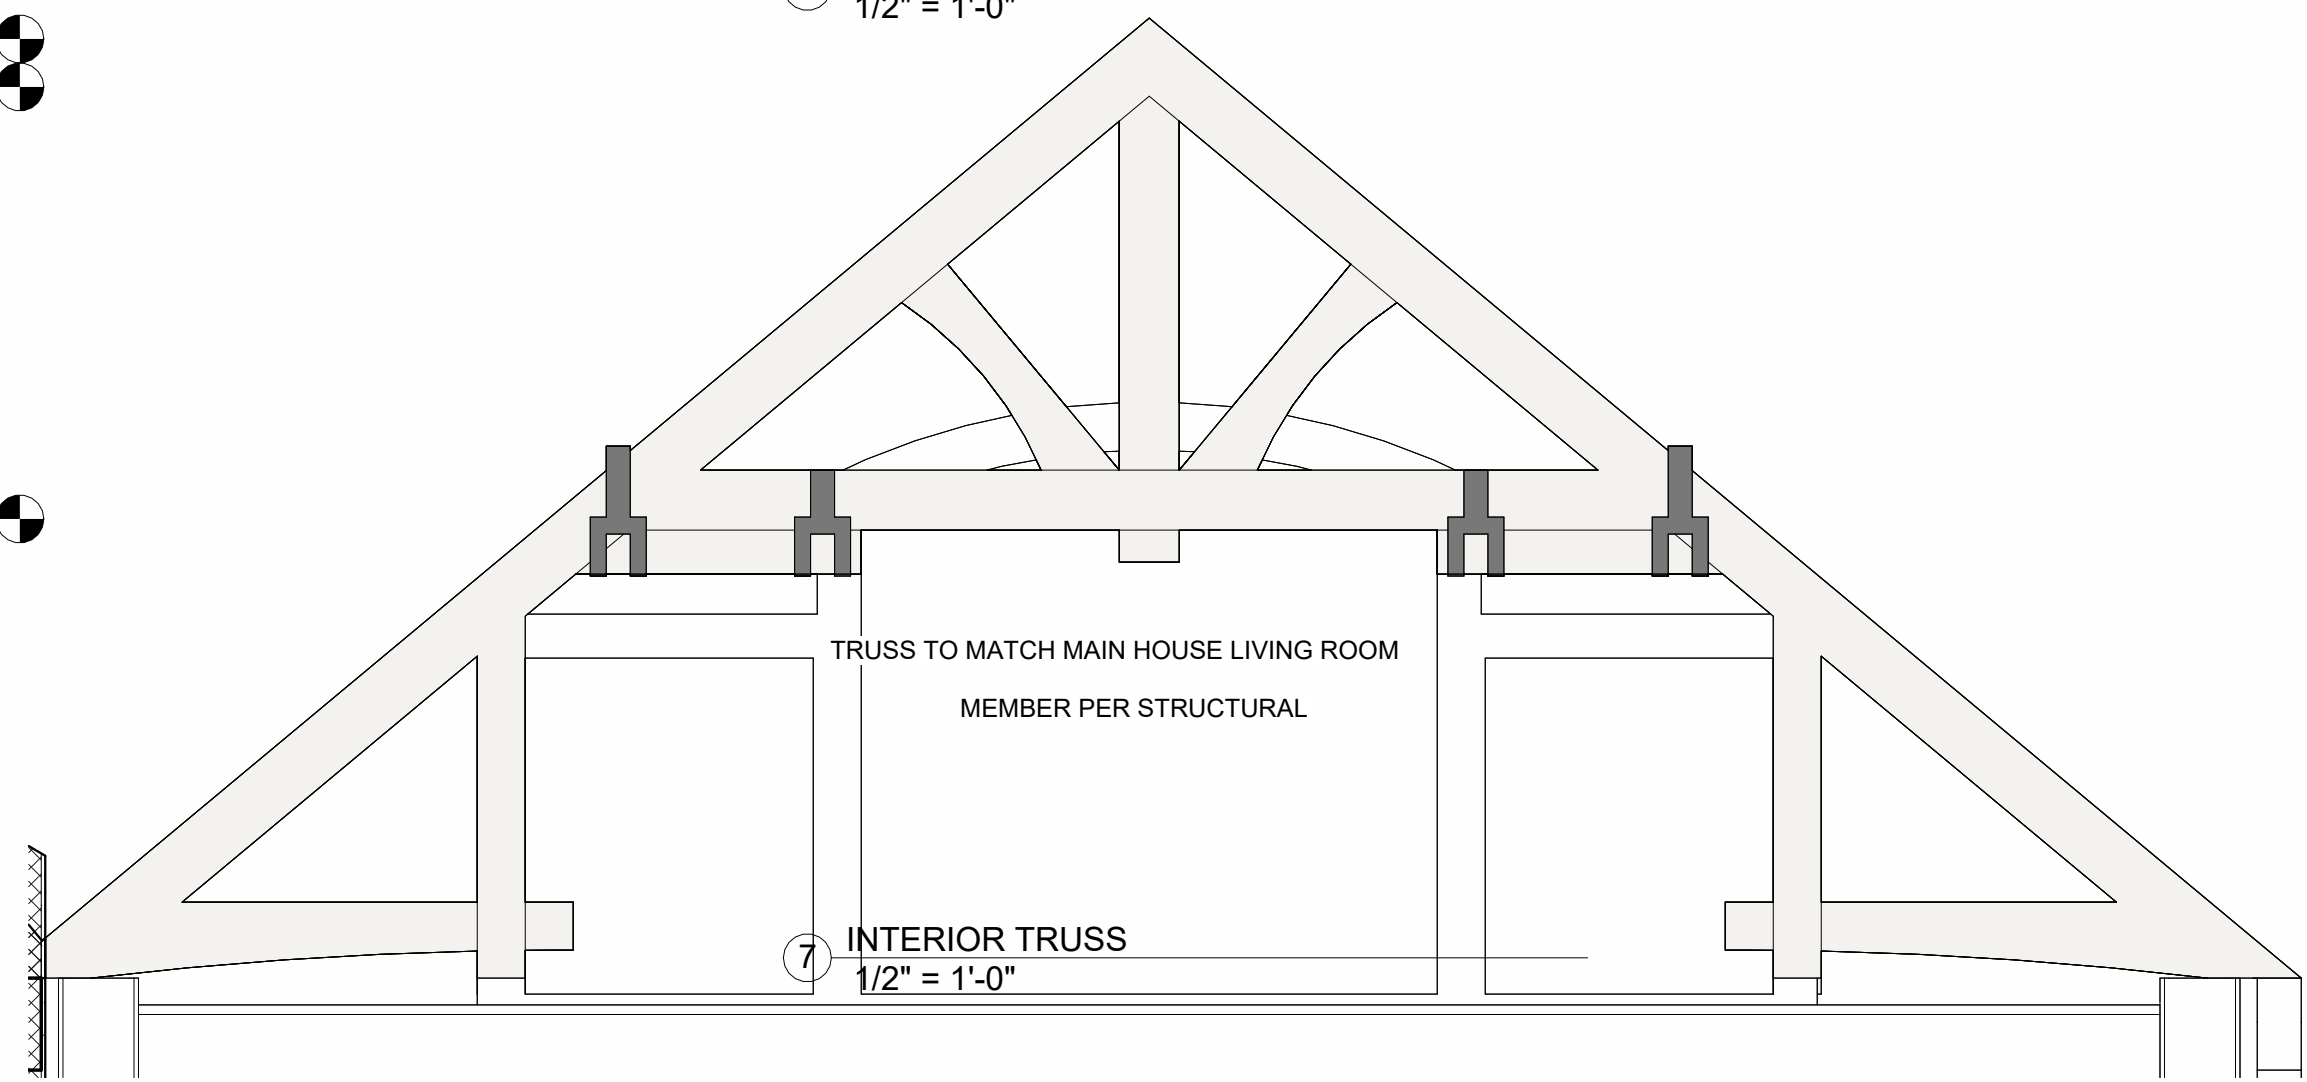 1/2" = 1'-0"
TRUSS TO MATCH MAIN HOUSE LIVING ROOM
MEMBER PER STRUCTURAL
7 INTERIOR TRUSS
1/2" = 1'-0"